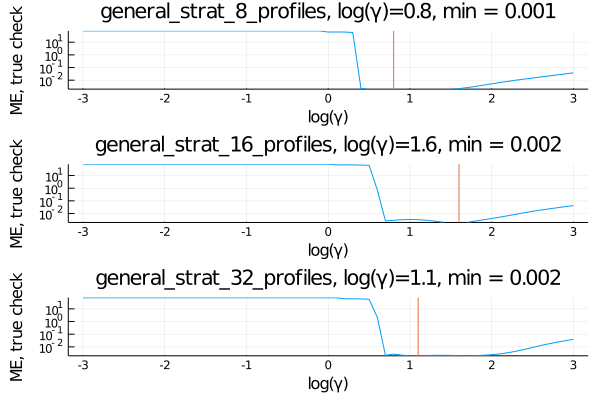 general_strat_8_profiles, log(γ)=0.8, min = 0.001
ME, true check
10¹
10⁰
10⁻¹
10⁻²
-3 -2 -1 0 1 2 3
log(γ)
general_strat_16_profiles, log(γ)=1.6, min = 0.002
ME, true check
10¹
10⁰
10⁻¹
10⁻²
-3 -2 -1 0 1 2 3
log(γ)
general_strat_32_profiles, log(γ)=1.1, min = 0.002
ME, true check
10¹
10⁰
10⁻¹
10⁻²
-3 -2 -1 0 1 2 3
log(γ)